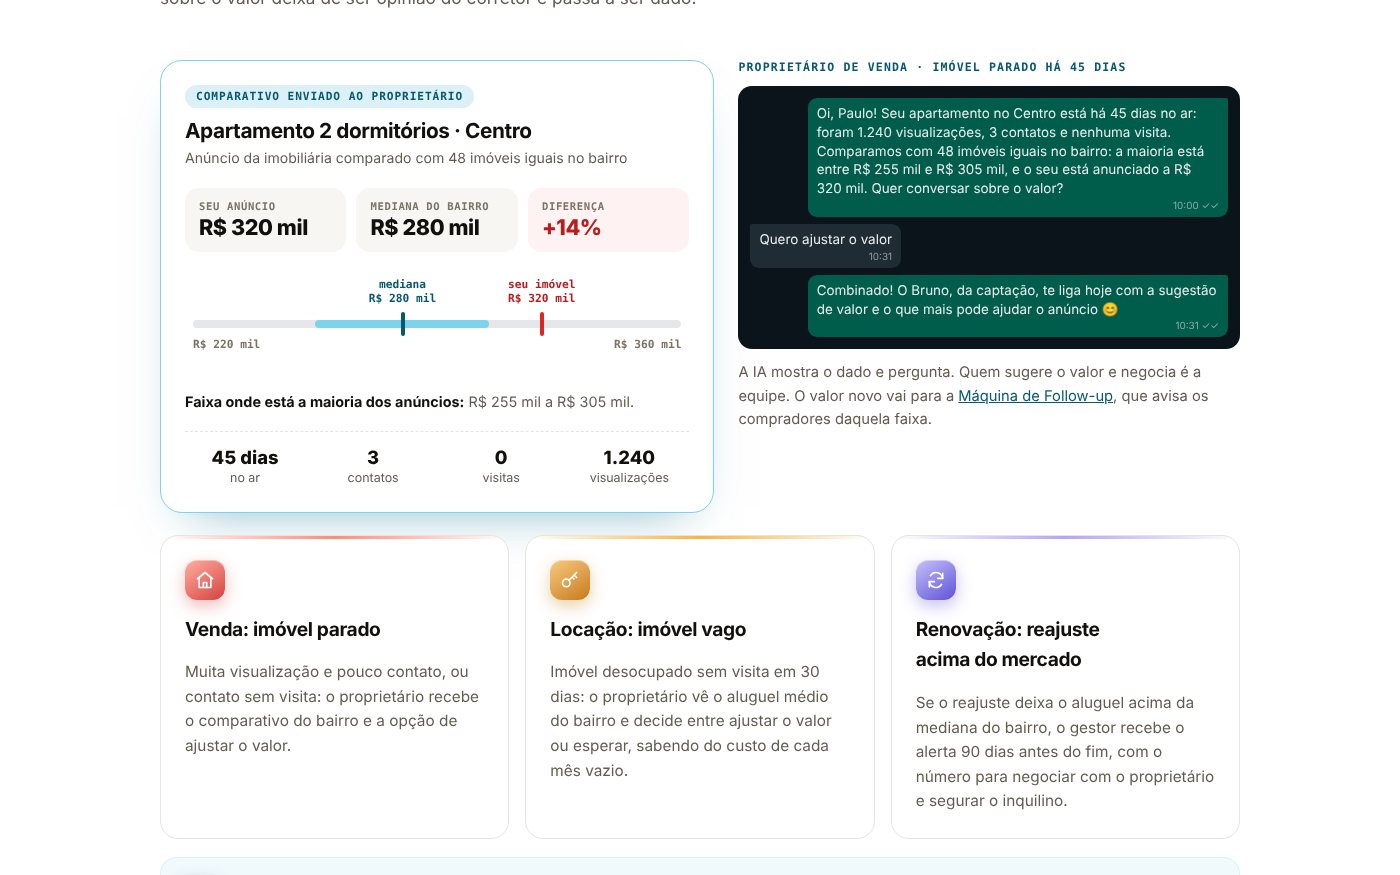 sobre o valor deixa de ser opinião do corretor e passa a ser dado.
COMPARATIVO ENVIADO AO PROPRIETÁRIO
Apartamento 2 dormitórios · Centro
Anúncio da imobiliária comparado com 48 imóveis iguais no bairro
SEU ANÚNCIO
R$ 320 mil
MEDIANA DO BAIRRO
R$ 280 mil
DIFERENÇA
+14%
mediana
R$ 280 mil
seu imóvel
R$ 320 mil
R$ 220 mil
R$ 360 mil
Faixa onde está a maioria dos anúncios: R$ 255 mil a R$ 305 mil.
45 dias
no ar
3
contatos
0
visitas
1.240
visualizações
PROPRIETÁRIO DE VENDA · IMÓVEL PARADO HÁ 45 DIAS
Oi, Paulo! Seu apartamento no Centro está há 45 dias no ar:
foram 1.240 visualizações, 3 contatos e nenhuma visita.
Comparamos com 48 imóveis iguais no bairro: a maioria está
entre R$ 255 mil e R$ 305 mil, e o seu está anunciado a R$
320 mil. Quer conversar sobre o valor?
10:00 ✓✓
Quero ajustar o valor
10:31
Combinado! O Bruno, da captação, te liga hoje com a sugestão
de valor e o que mais pode ajudar o anúncio 😊
10:31 ✓✓
A IA mostra o dado e pergunta. Quem sugere o valor e negocia é a
equipe. O valor novo vai para a Máquina de Follow-up, que avisa os
compradores daquela faixa.
Venda: imóvel parado
Muita visualização e pouco contato, ou
contato sem visita: o proprietário recebe
o comparativo do bairro e a opção de
ajustar o valor.
Locação: imóvel vago
Imóvel desocupado sem visita em 30
dias: o proprietário vê o aluguel médio
do bairro e decide entre ajustar o valor
ou esperar, sabendo do custo de cada
mês vazio.
Renovação: reajuste
acima do mercado
Se o reajuste deixa o aluguel acima da
mediana do bairro, o gestor recebe o
alerta 90 dias antes do fim, com o
número para negociar com o proprietário
e segurar o inquilino.